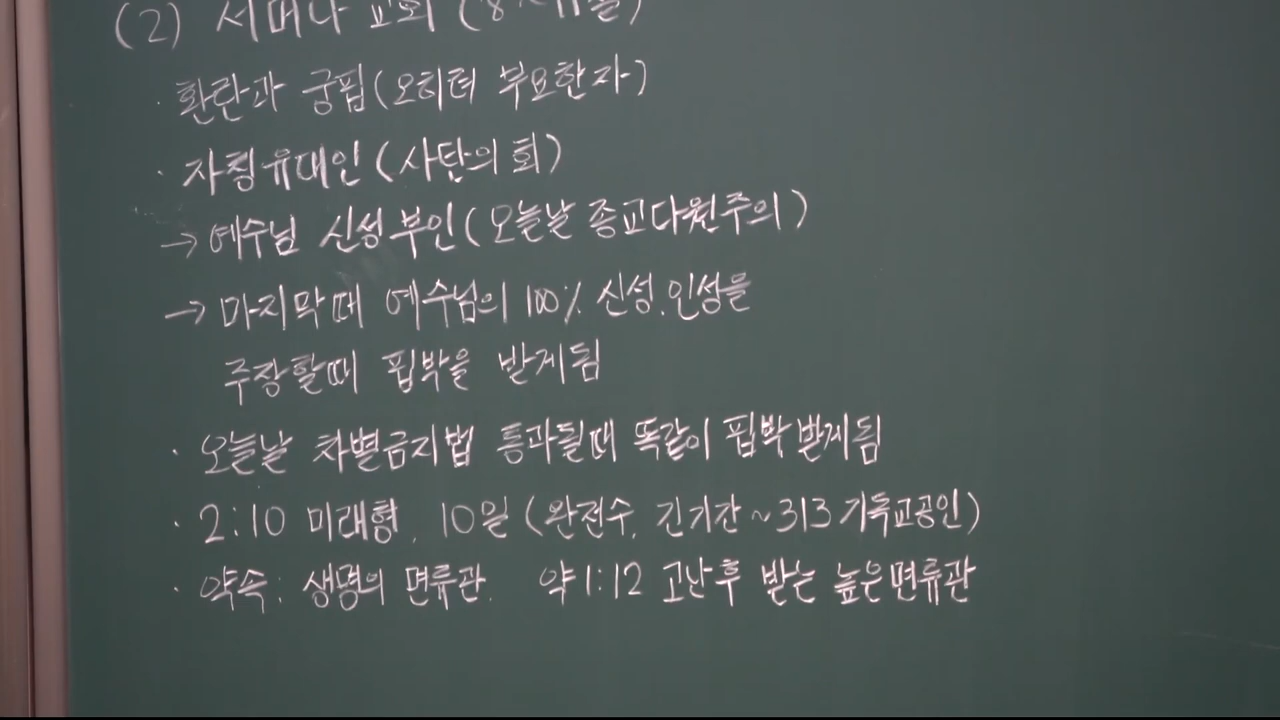 (2) 서머나 교회 (8
· 환란과 궁핍(오히려 부요한자)
· 자칭유대인(사탄의 회)
→ 예수님 신성부인(오늘날 종교다원주의)
→ 마지막때 예수님의 100% 신성.인성을
주장할때 핍박을 받게됨
· 오늘날 차별금지법 통과될때 똑같이 핍박받게됨
· 2:10 미래형. 10일(완전수, 긴기간~313기독교공인)
· 약속: 생명의 면류관. 약1:12 고난후 받는 높은면류관